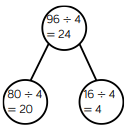 96 ÷ 4
= 24
80 ÷ 4
= 20
16 ÷ 4
= 4